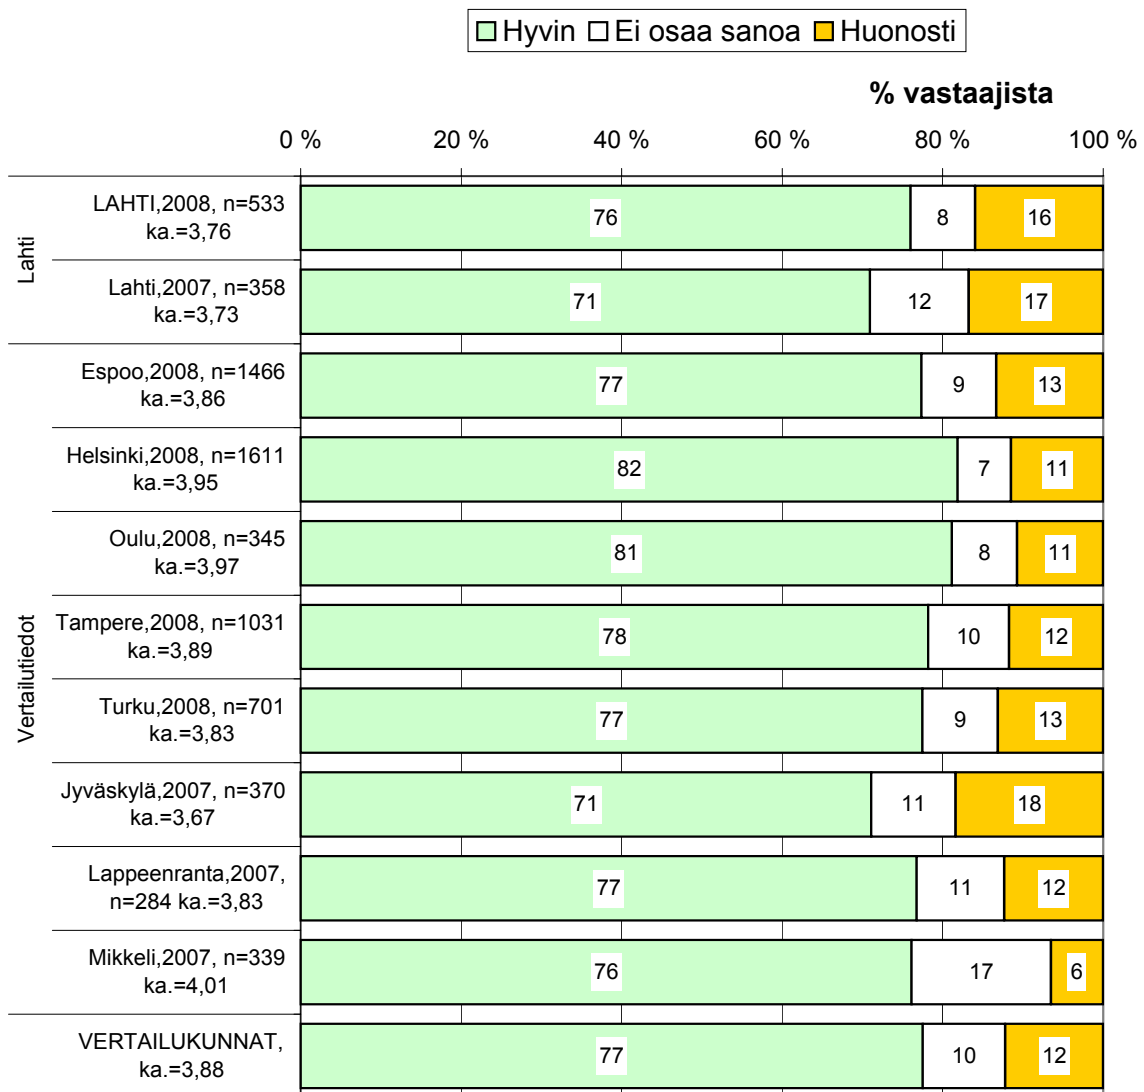 Hyvin Ei osaa sanoa Huonosti
% vastaajista
0 % 20 % 40 % 60 % 80 % 100 %
Lahti
LAHTI,2008, n=533
ka.=3,76
76 8 16
Lahti,2007, n=358
ka.=3,73
71 12 17
Vertailutiedot
Espoo,2008, n=1466
ka.=3,86
77 9 13
Helsinki,2008, n=1611
ka.=3,95
82 7 11
Oulu,2008, n=345
ka.=3,97
81 8 11
Tampere,2008, n=1031
ka.=3,89
78 10 12
Turku,2008, n=701
ka.=3,83
77 9 13
Jyväskylä,2007, n=370
ka.=3,67
71 11 18
Lappeenranta,2007,
n=284 ka.=3,83
77 11 12
Mikkeli,2007, n=339
ka.=4,01
76 17 6
VERTAILUKUNNAT,
ka.=3,88
77 10 12